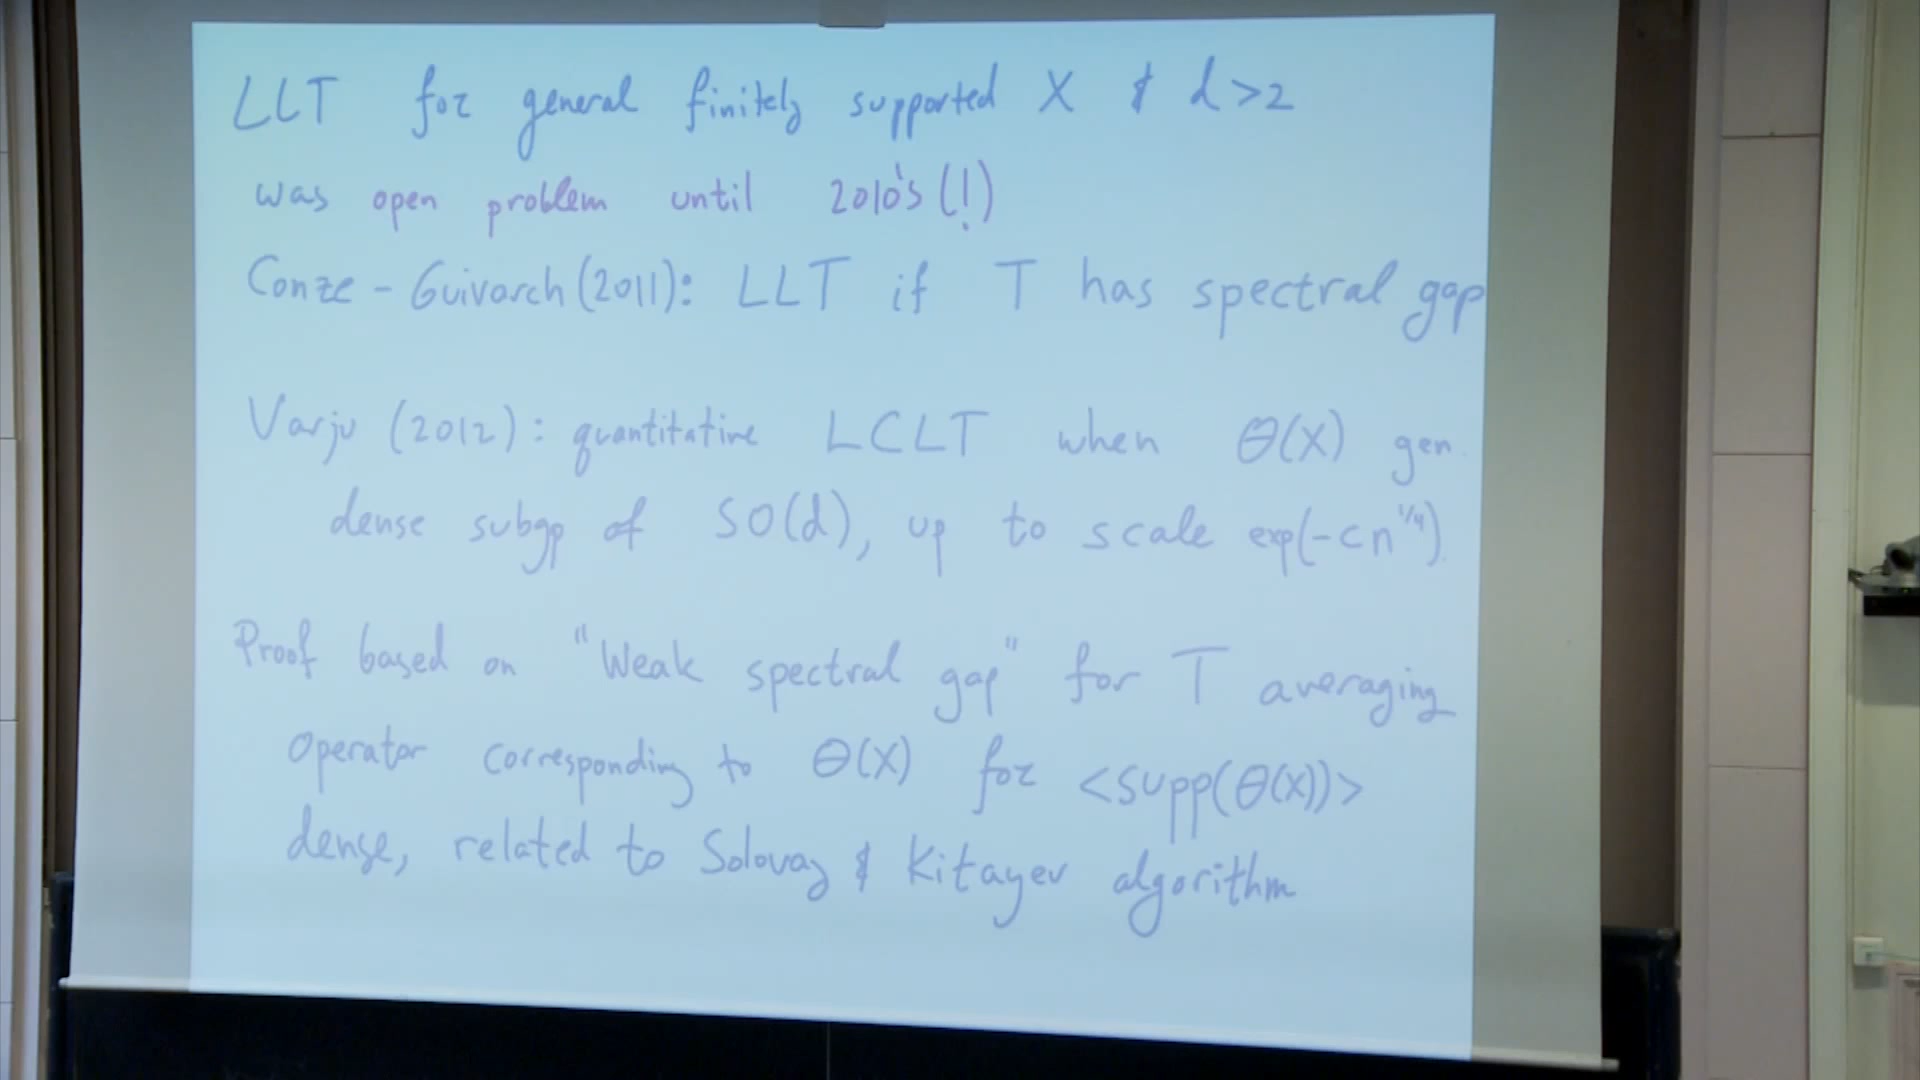 LLT for general finitely supported X & d>2
was open problem until 2010's (!)
Conze - Guivarch (2011): LLT if T has spectral gap
Varju (2012): quantitative LCLT when θ(X) gen.
dense subgp of SO(d), up to scale exp(-cn^{1/4}).
Proof based on "Weak spectral gap" for T averaging
operator corresponding to θ(X) for <supp(θ(X))>
dense, related to Solovay & Kitayev algorithm